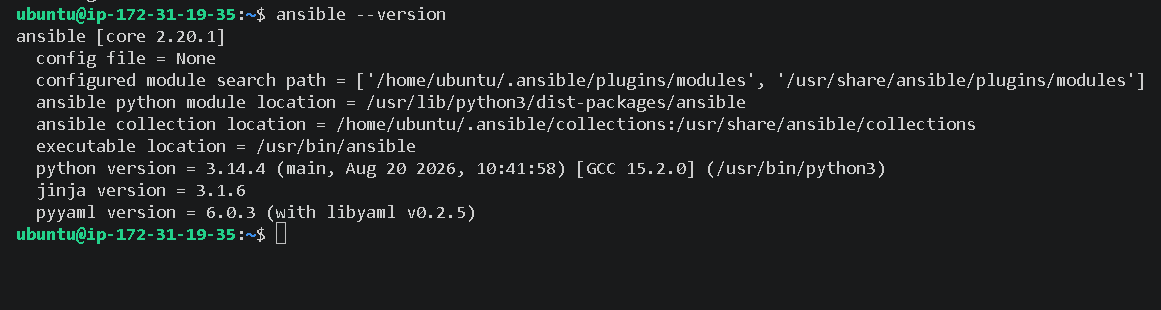 ubuntu@ip-172-31-19-35:~$ ansible --version
ansible [core 2.20.1]
  config file = None
  configured module search path = ['/home/ubuntu/.ansible/plugins/modules', '/usr/share/ansible/plugins/modules']
  ansible python module location = /usr/lib/python3/dist-packages/ansible
  ansible collection location = /home/ubuntu/.ansible/collections:/usr/share/ansible/collections
  executable location = /usr/bin/ansible
  python version = 3.14.4 (main, Aug 20 2026, 10:41:58) [GCC 15.2.0] (/usr/bin/python3)
  jinja version = 3.1.6
  pyyaml version = 6.0.3 (with libyaml v0.2.5)
ubuntu@ip-172-31-19-35:~$